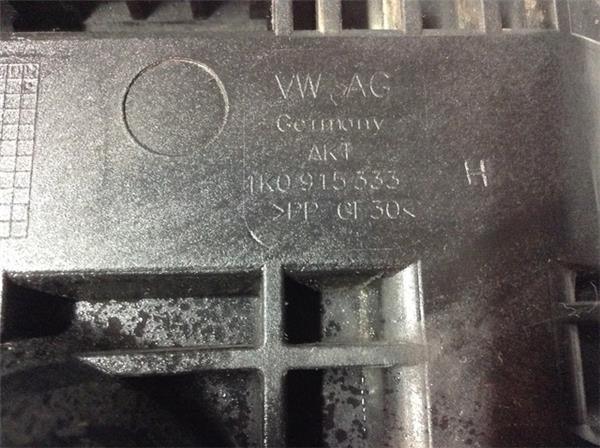 VW AG
Germany
AKT
1K0 915 333 H
>PP GF30<